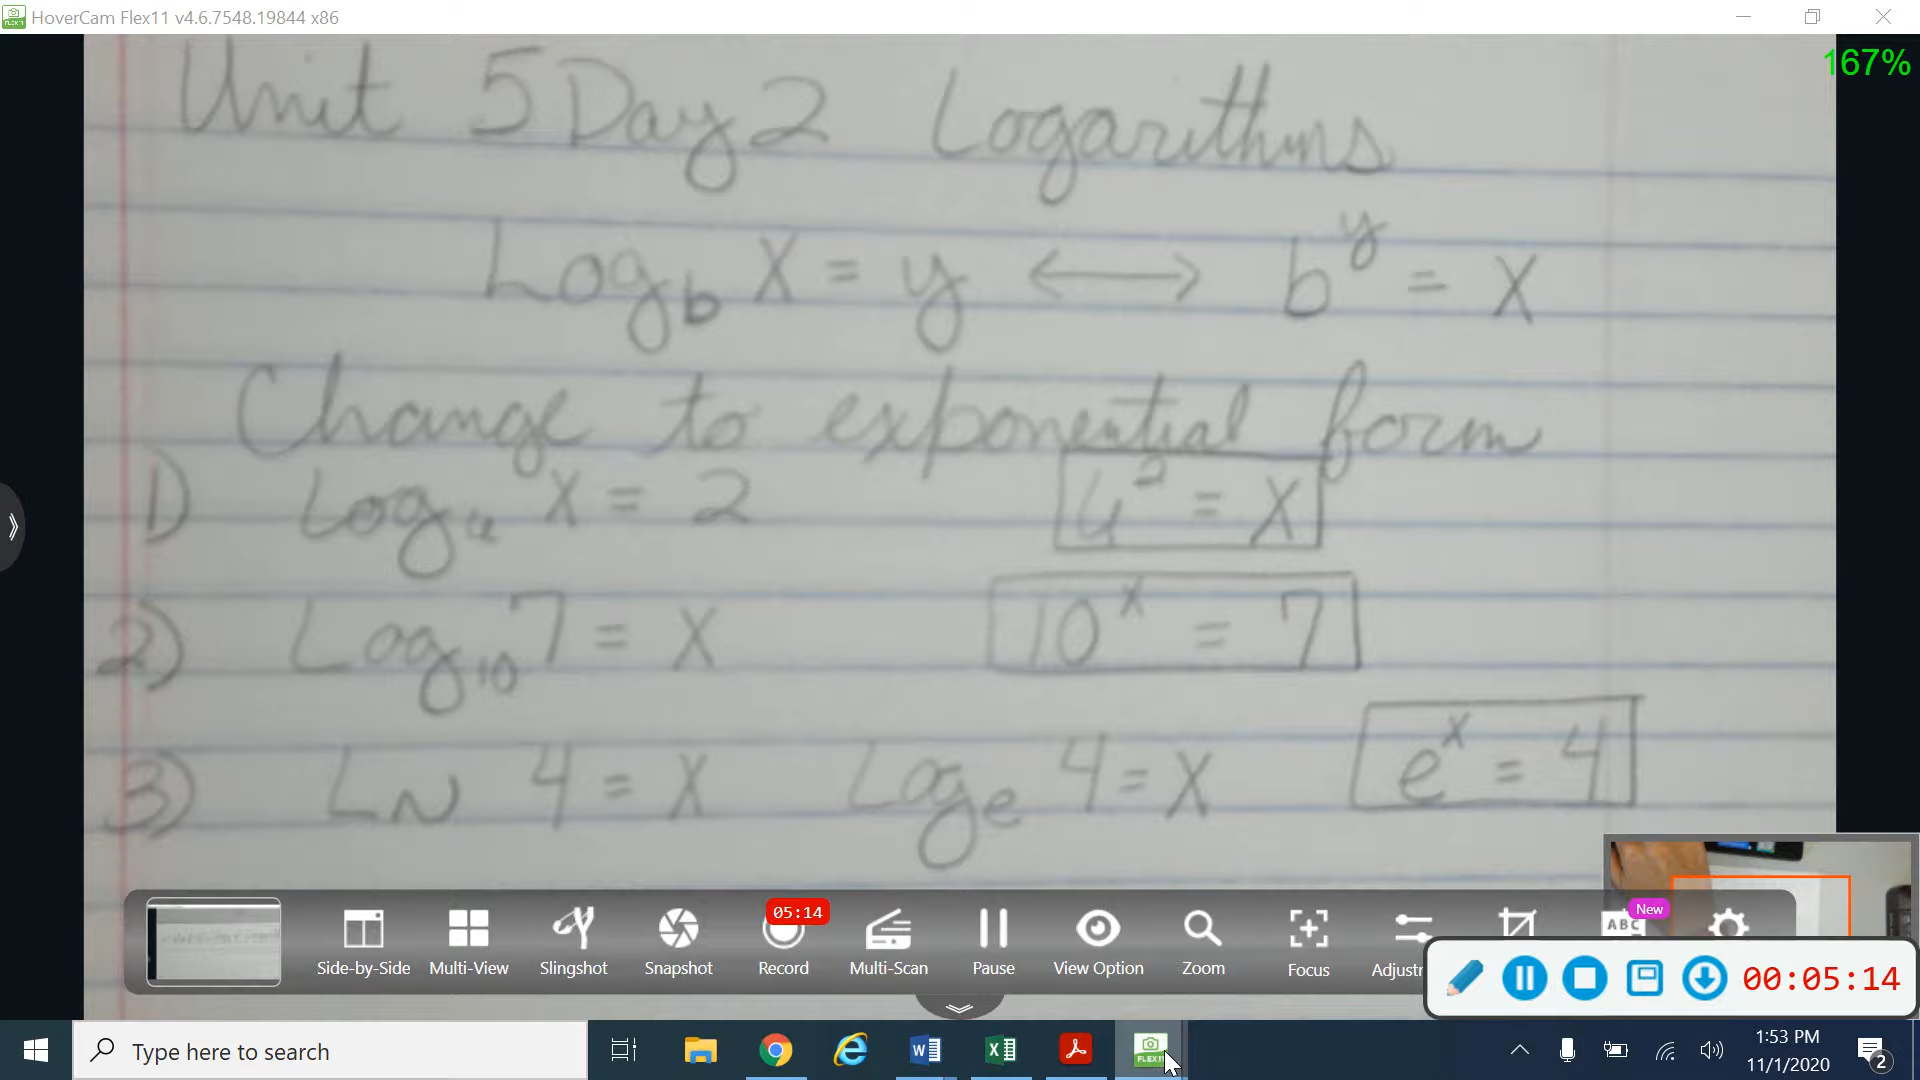 HoverCam Flex11 v4.6.7548.19844 x86
167%
Unit 5 Day 2 Logarithms
Log_b X = y ⟷ b^y = X
Change to exponential form
1) Log_4 X = 2 4^2 = X
2) Log_10 7 = X 10^x = 7
3) LN 4 = X Log_e 4 = X e^x = 4
05:14
New
ABC
Side-by-Side Multi-View Slingshot Snapshot Record Multi-Scan Pause View Option Zoom Focus Adjustr
00:05:14
Type here to search
FLEX11
1:53 PM
11/1/2020
2